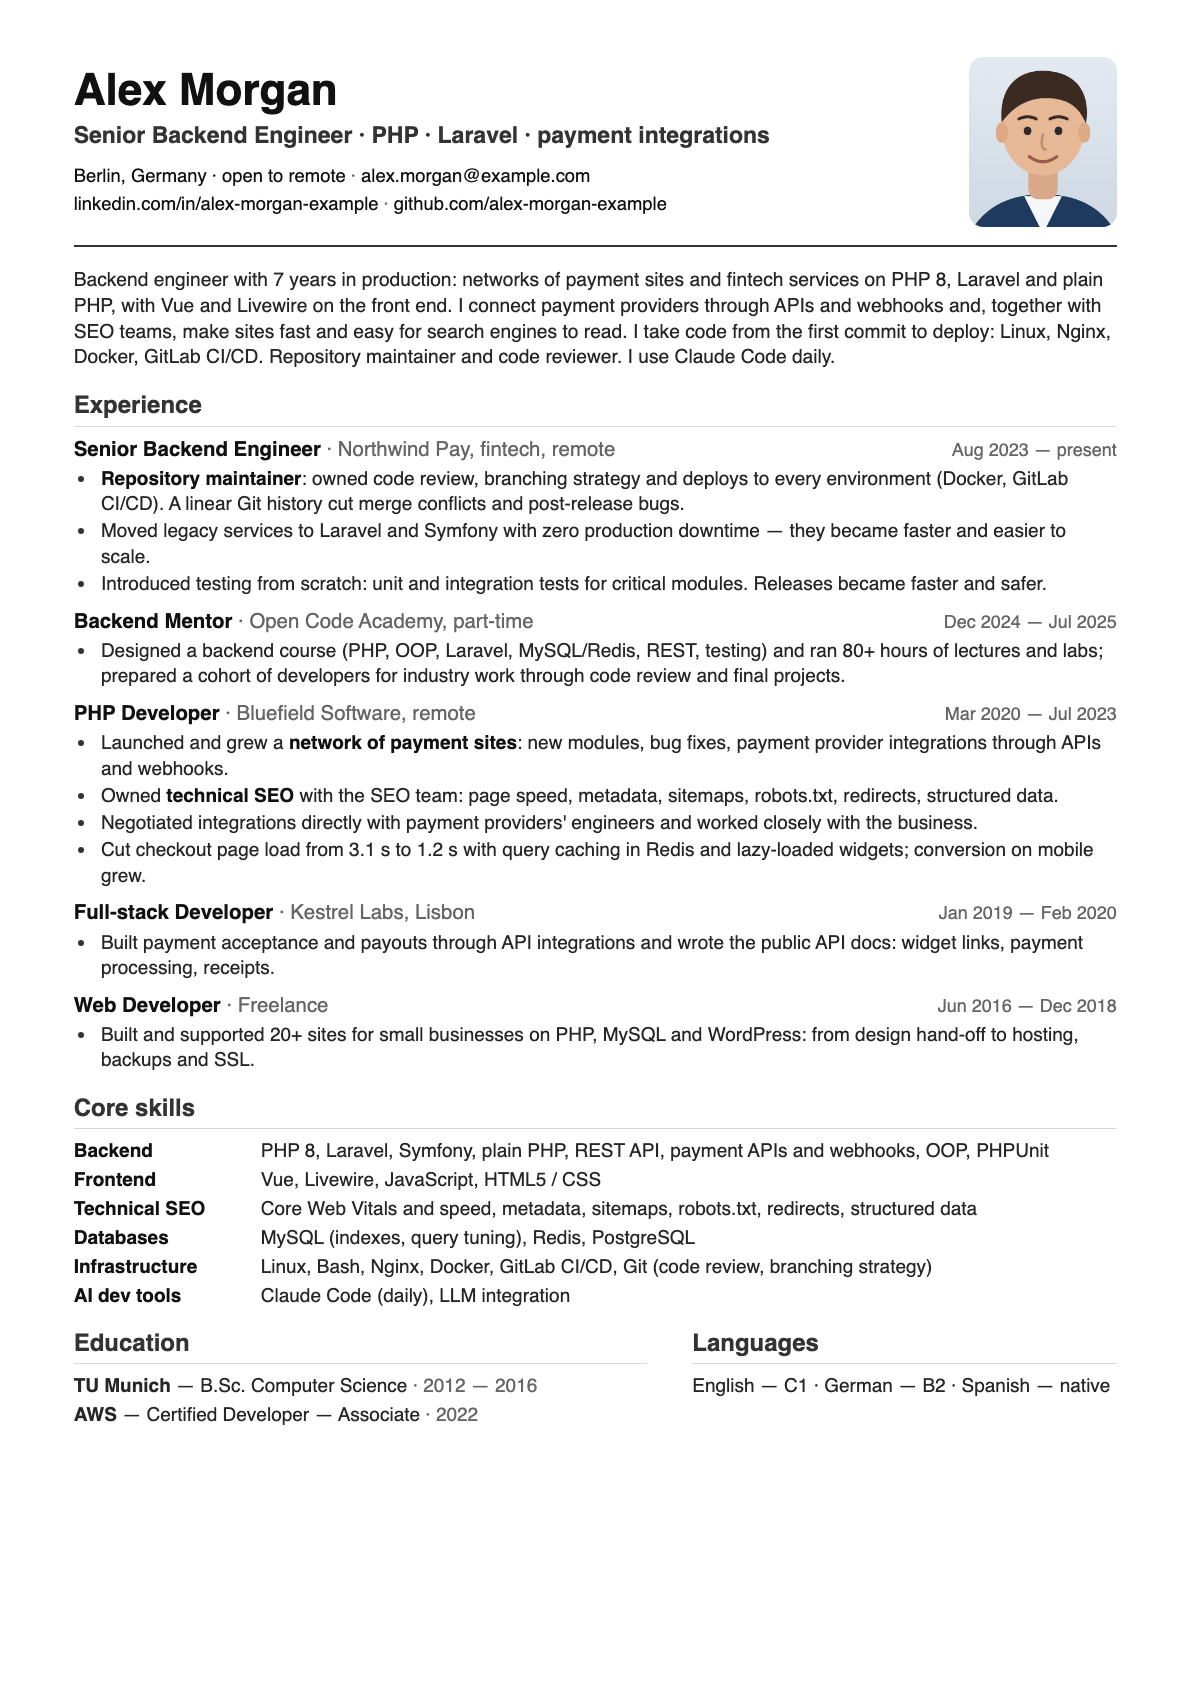 Alex Morgan
Senior Backend Engineer · PHP · Laravel · payment integrations
Berlin, Germany · open to remote · alex.morgan@example.com
linkedin.com/in/alex-morgan-example · github.com/alex-morgan-example
Backend engineer with 7 years in production: networks of payment sites and fintech services on PHP 8, Laravel and plain
PHP, with Vue and Livewire on the front end. I connect payment providers through APIs and webhooks and, together with
SEO teams, make sites fast and easy for search engines to read. I take code from the first commit to deploy: Linux, Nginx,
Docker, GitLab CI/CD. Repository maintainer and code reviewer. I use Claude Code daily.
Experience
Senior Backend Engineer · Northwind Pay, fintech, remote Aug 2023 — present
• Repository maintainer: owned code review, branching strategy and deploys to every environment (Docker, GitLab
CI/CD). A linear Git history cut merge conflicts and post-release bugs.
• Moved legacy services to Laravel and Symfony with zero production downtime — they became faster and easier to
scale.
• Introduced testing from scratch: unit and integration tests for critical modules. Releases became faster and safer.
Backend Mentor · Open Code Academy, part-time Dec 2024 — Jul 2025
• Designed a backend course (PHP, OOP, Laravel, MySQL/Redis, REST, testing) and ran 80+ hours of lectures and labs;
prepared a cohort of developers for industry work through code review and final projects.
PHP Developer · Bluefield Software, remote Mar 2020 — Jul 2023
• Launched and grew a network of payment sites: new modules, bug fixes, payment provider integrations through APIs
and webhooks.
• Owned technical SEO with the SEO team: page speed, metadata, sitemaps, robots.txt, redirects, structured data.
• Negotiated integrations directly with payment providers' engineers and worked closely with the business.
• Cut checkout page load from 3.1 s to 1.2 s with query caching in Redis and lazy-loaded widgets; conversion on mobile
grew.
Full-stack Developer · Kestrel Labs, Lisbon Jan 2019 — Feb 2020
• Built payment acceptance and payouts through API integrations and wrote the public API docs: widget links, payment
processing, receipts.
Web Developer · Freelance Jun 2016 — Dec 2018
• Built and supported 20+ sites for small businesses on PHP, MySQL and WordPress: from design hand-off to hosting,
backups and SSL.
Core skills
Backend PHP 8, Laravel, Symfony, plain PHP, REST API, payment APIs and webhooks, OOP, PHPUnit
Frontend Vue, Livewire, JavaScript, HTML5 / CSS
Technical SEO Core Web Vitals and speed, metadata, sitemaps, robots.txt, redirects, structured data
Databases MySQL (indexes, query tuning), Redis, PostgreSQL
Infrastructure Linux, Bash, Nginx, Docker, GitLab CI/CD, Git (code review, branching strategy)
AI dev tools Claude Code (daily), LLM integration
Education
TU Munich — B.Sc. Computer Science · 2012 — 2016
AWS — Certified Developer — Associate · 2022
Languages
English — C1 · German — B2 · Spanish — native